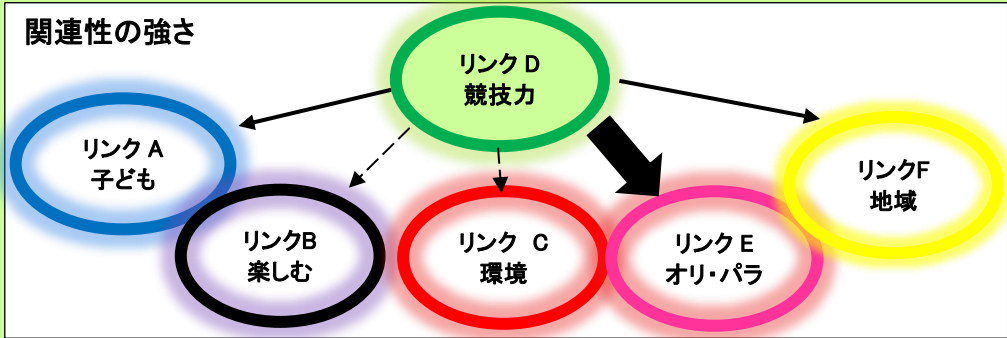 関連性の強さ
リンク D
競技力
リンク A
子ども
リンクB
楽しむ
リンク C
環境
リンク E
オリ・パラ
リンクF
地域